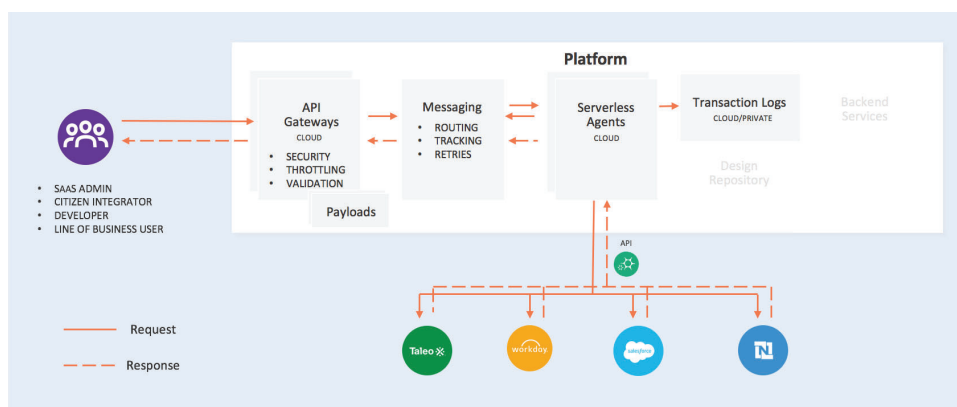 Platform
API
Gateways
CLOUD
• SECURITY
• THROTTLING
• VALIDATION
Payloads
Messaging
• ROUTING
• TRACKING
• RETRIES
Serverless
Agents
CLOUD
Transaction Logs
CLOUD/PRIVATE
Backend
Services
Design
Repository
• SAAS ADMIN
• CITIZEN INTEGRATOR
• DEVELOPER
• LINE OF BUSINESS USER
API
Request
Response
Taleo
workday
salesforce
N